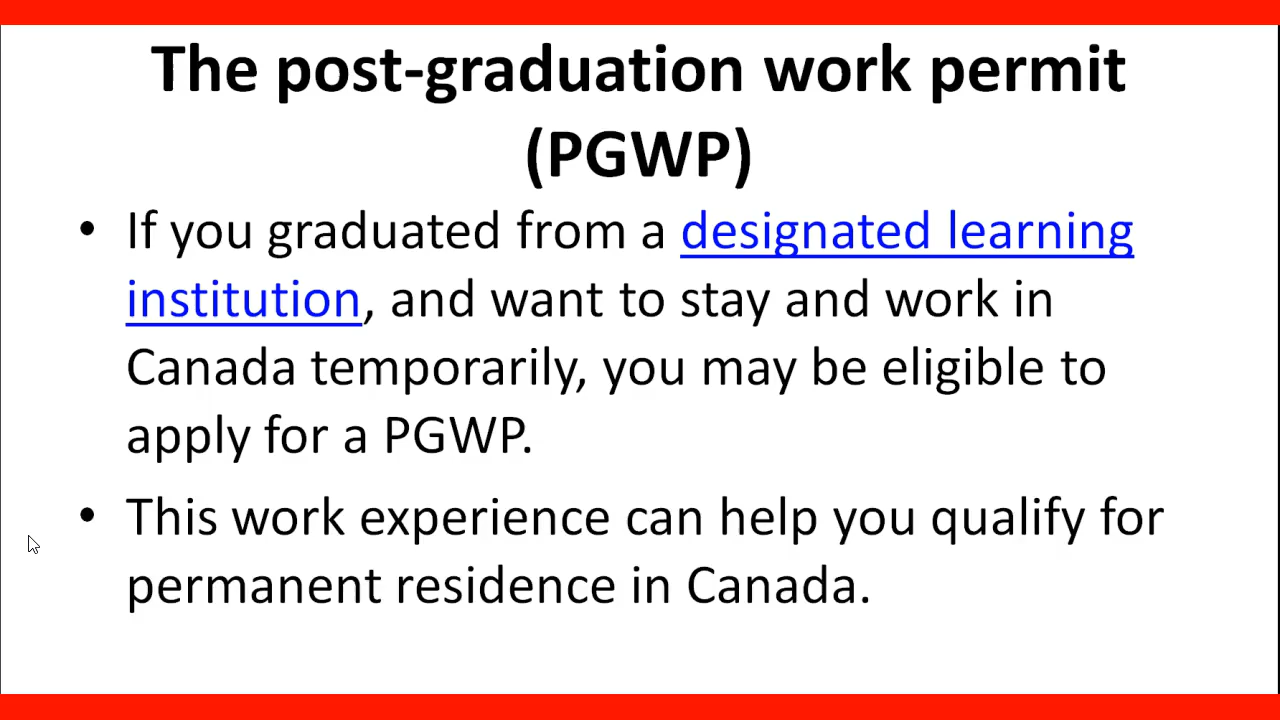 The post-graduation work permit
(PGWP)
• If you graduated from a designated learning
institution, and want to stay and work in
Canada temporarily, you may be eligible to
apply for a PGWP.
• This work experience can help you qualify for
permanent residence in Canada.